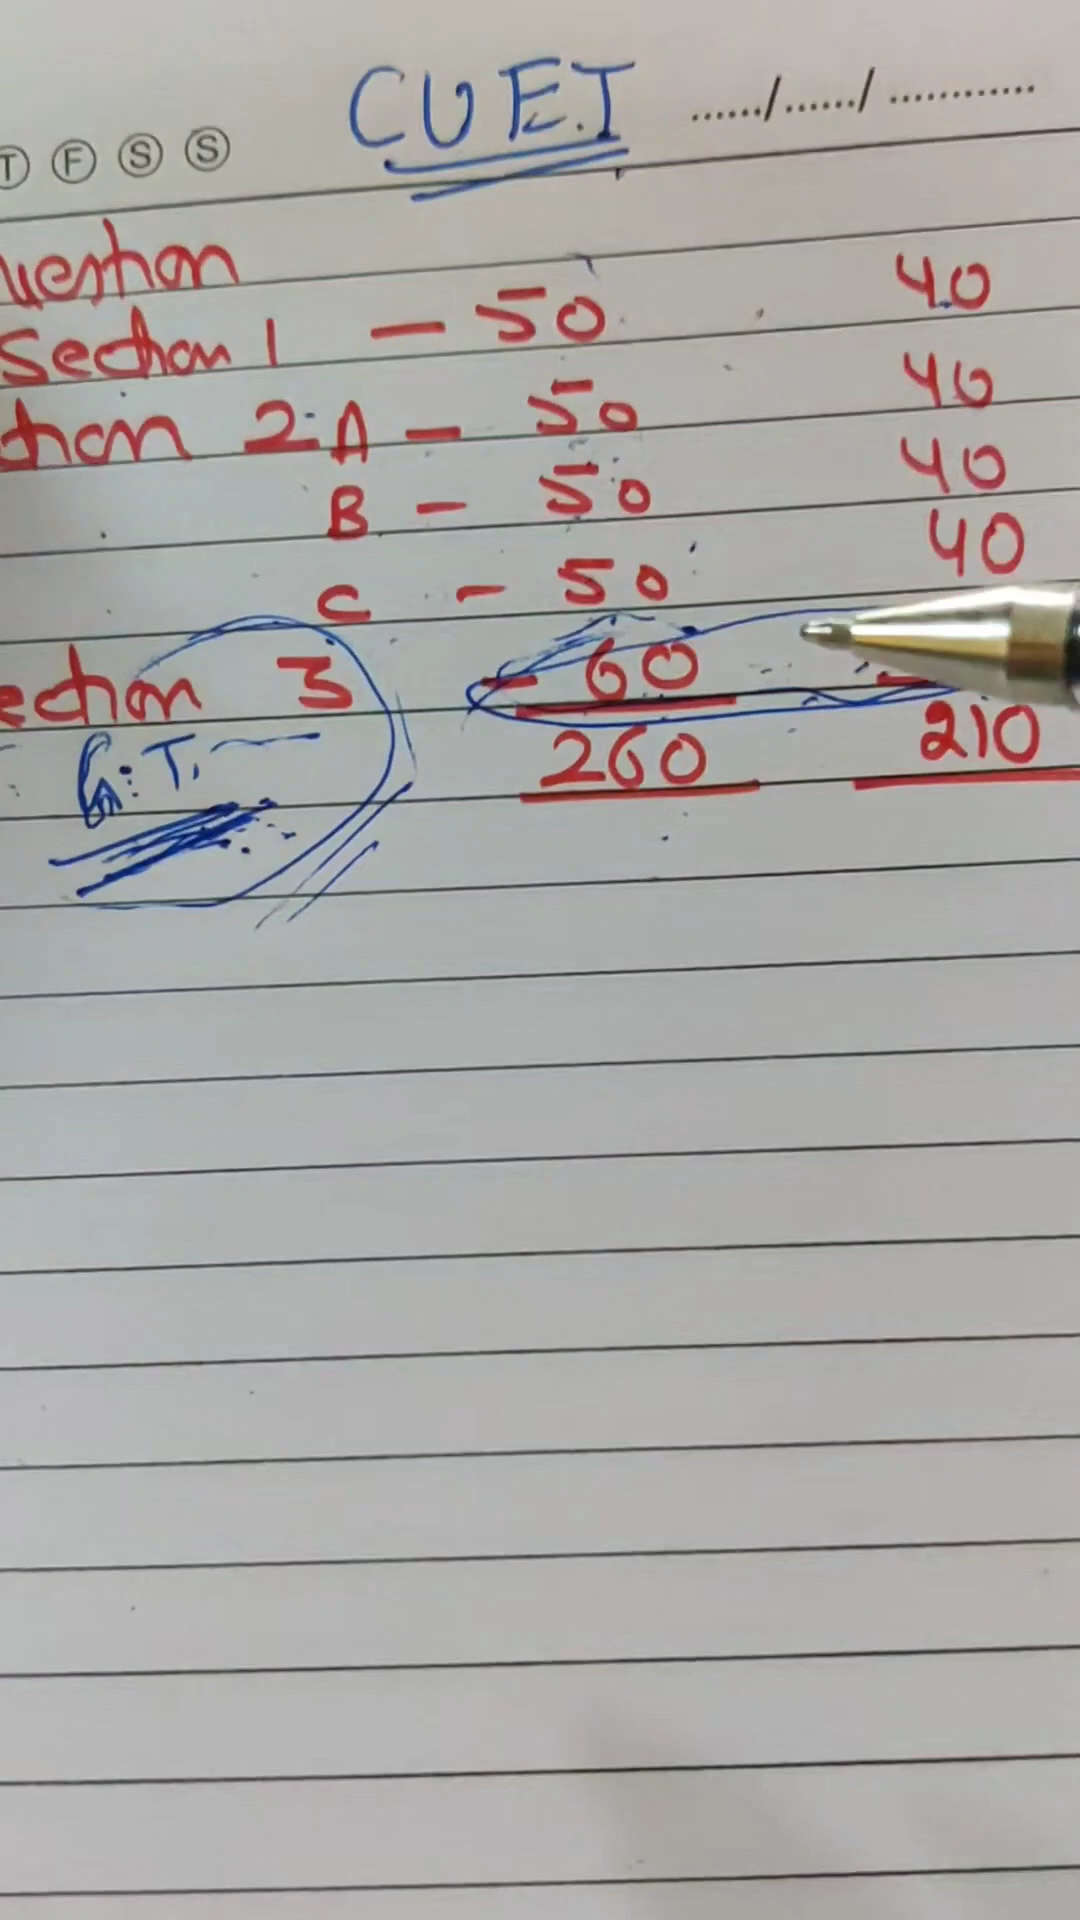 CUET ....../....../............
T F S S
uestion
Section 1 - 50 40
tion 2. A - 50 40
B - 50 40
C - 50 40
ection 3 - 60 -
G.T. 260 210